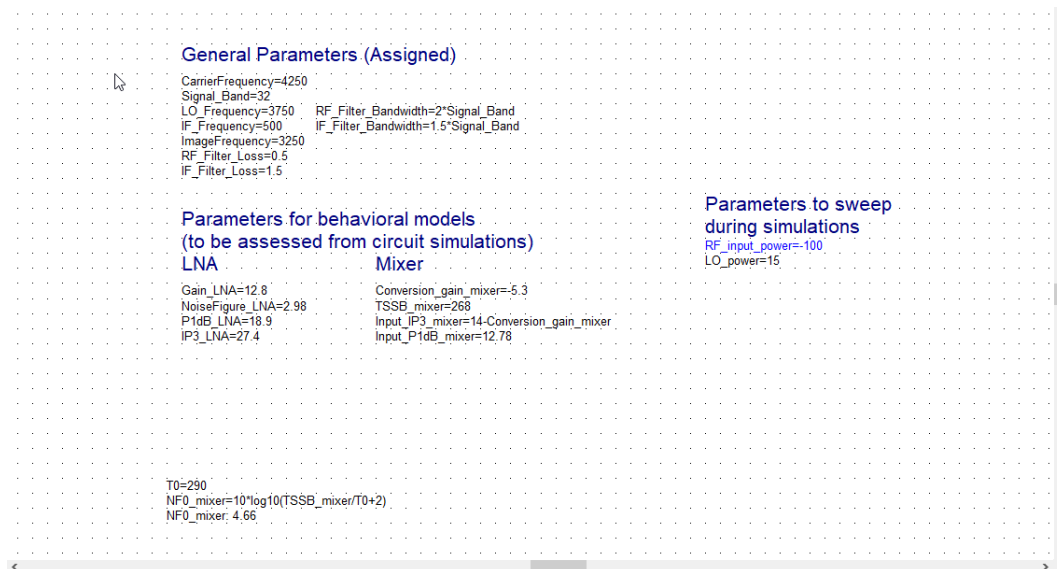 General Parameters (Assigned)
CarrierFrequency=4250
Signal_Band=32
LO_Frequency=3750 RF_Filter_Bandwidth=2*Signal_Band
IF_Frequency=500 IF_Filter_Bandwidth=1.5*Signal_Band
ImageFrequency=3250
RF_Filter_Loss=0.5
IF_Filter_Loss=1.5
Parameters for behavioral models
(to be assessed from circuit simulations)
LNA
Gain_LNA=12.8
NoiseFigure_LNA=2.98
P1dB_LNA=18.9
IP3_LNA=27.4
Mixer
Conversion_gain_mixer=-5.3
TSSB_mixer=268
Input_IP3_mixer=14-Conversion_gain_mixer
Input_P1dB_mixer=12.78
Parameters to sweep
during simulations
RF_input_power=-100
LO_power=15
T0=290
NF0_mixer=10*log10(TSSB_mixer/T0+2)
NF0_mixer: 4.66